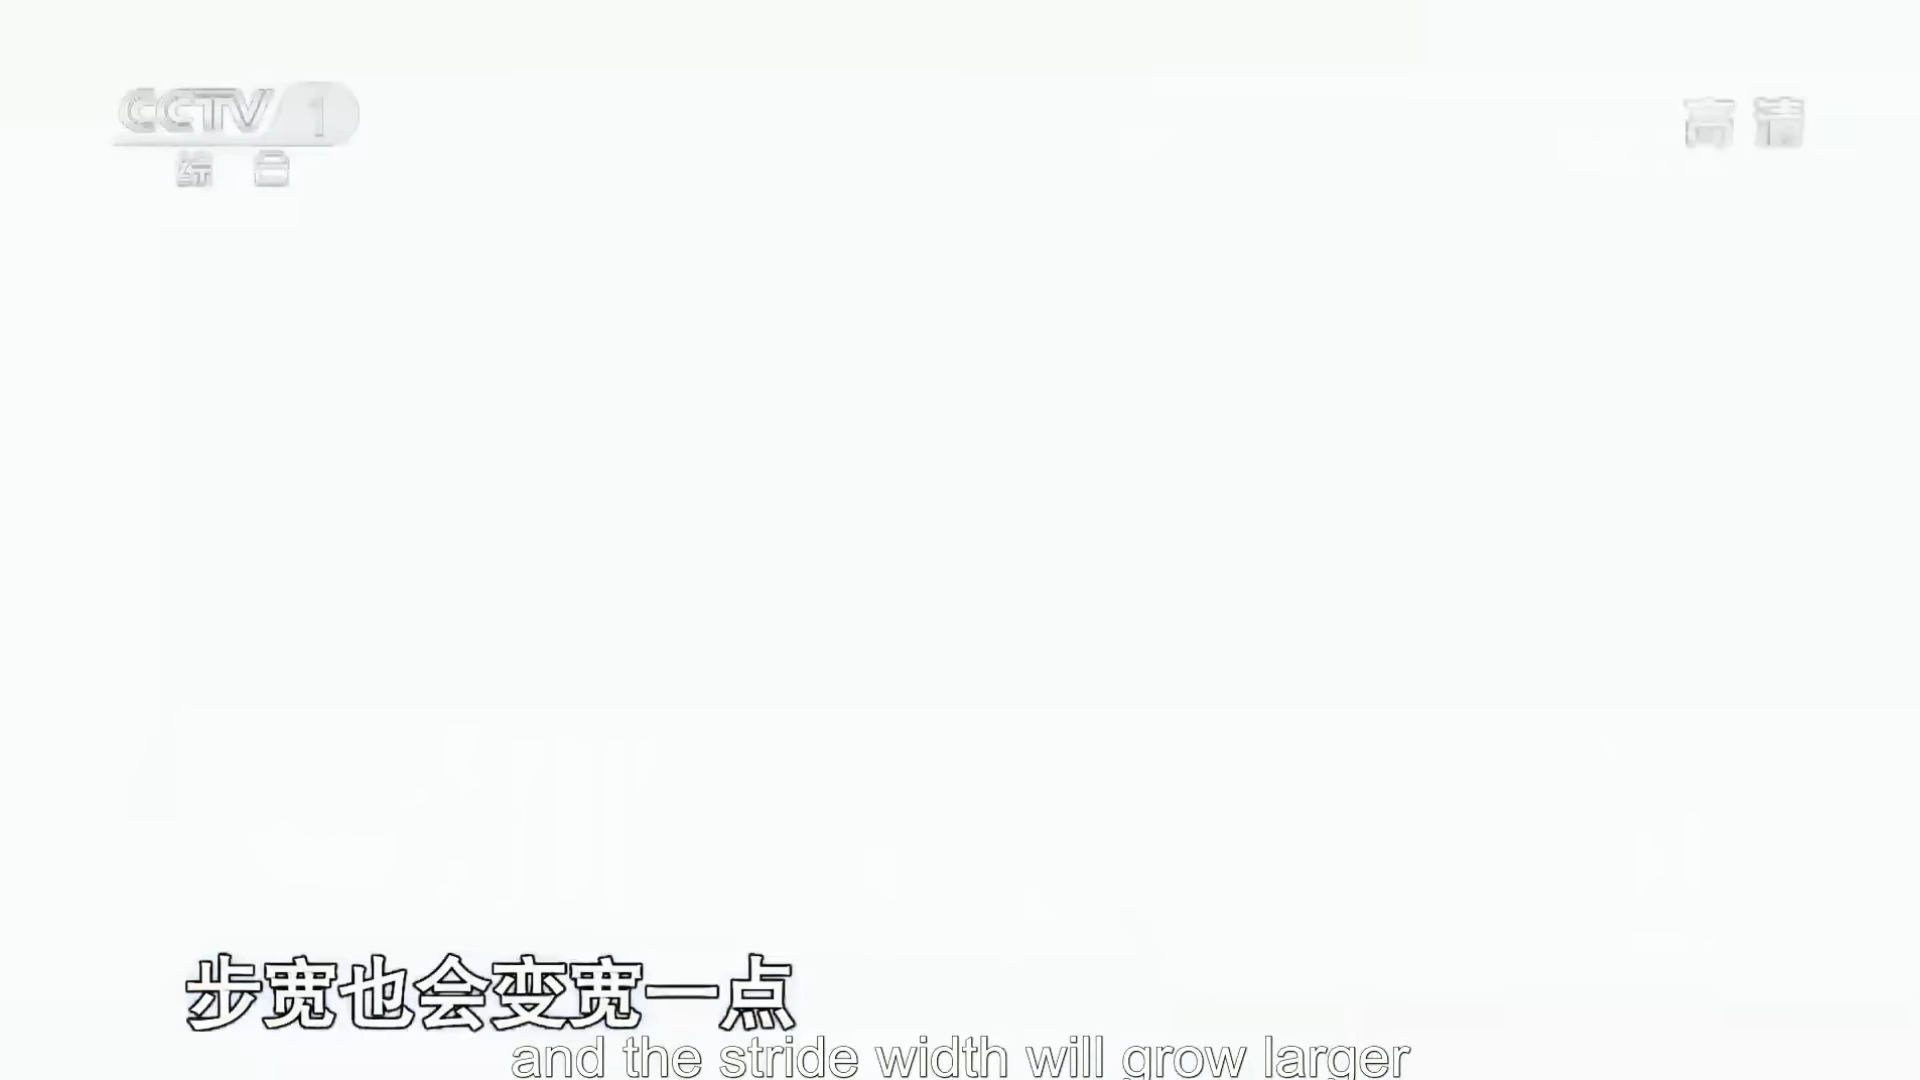 CCTV 1
综合
高清
步宽也会变宽一点
and the stride width will grow larger